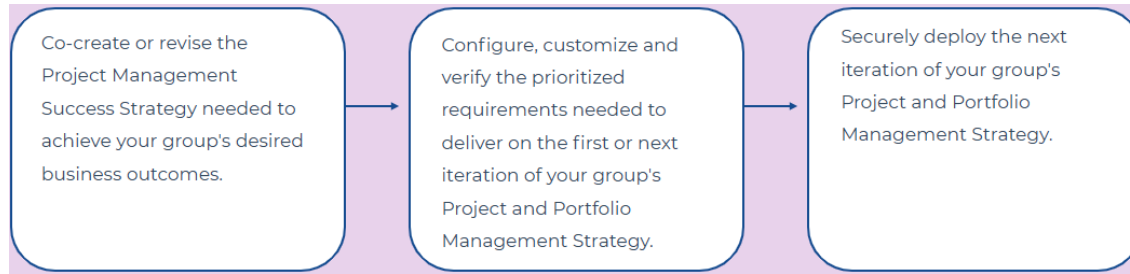 Co-create or revise the
Project Management
Success Strategy needed to
achieve your group's desired
business outcomes.
Configure, customize and
verify the prioritized
requirements needed to
deliver on the first or next
iteration of your group's
Project and Portfolio
Management Strategy.
Securely deploy the next
iteration of your group's
Project and Portfolio
Management Strategy.